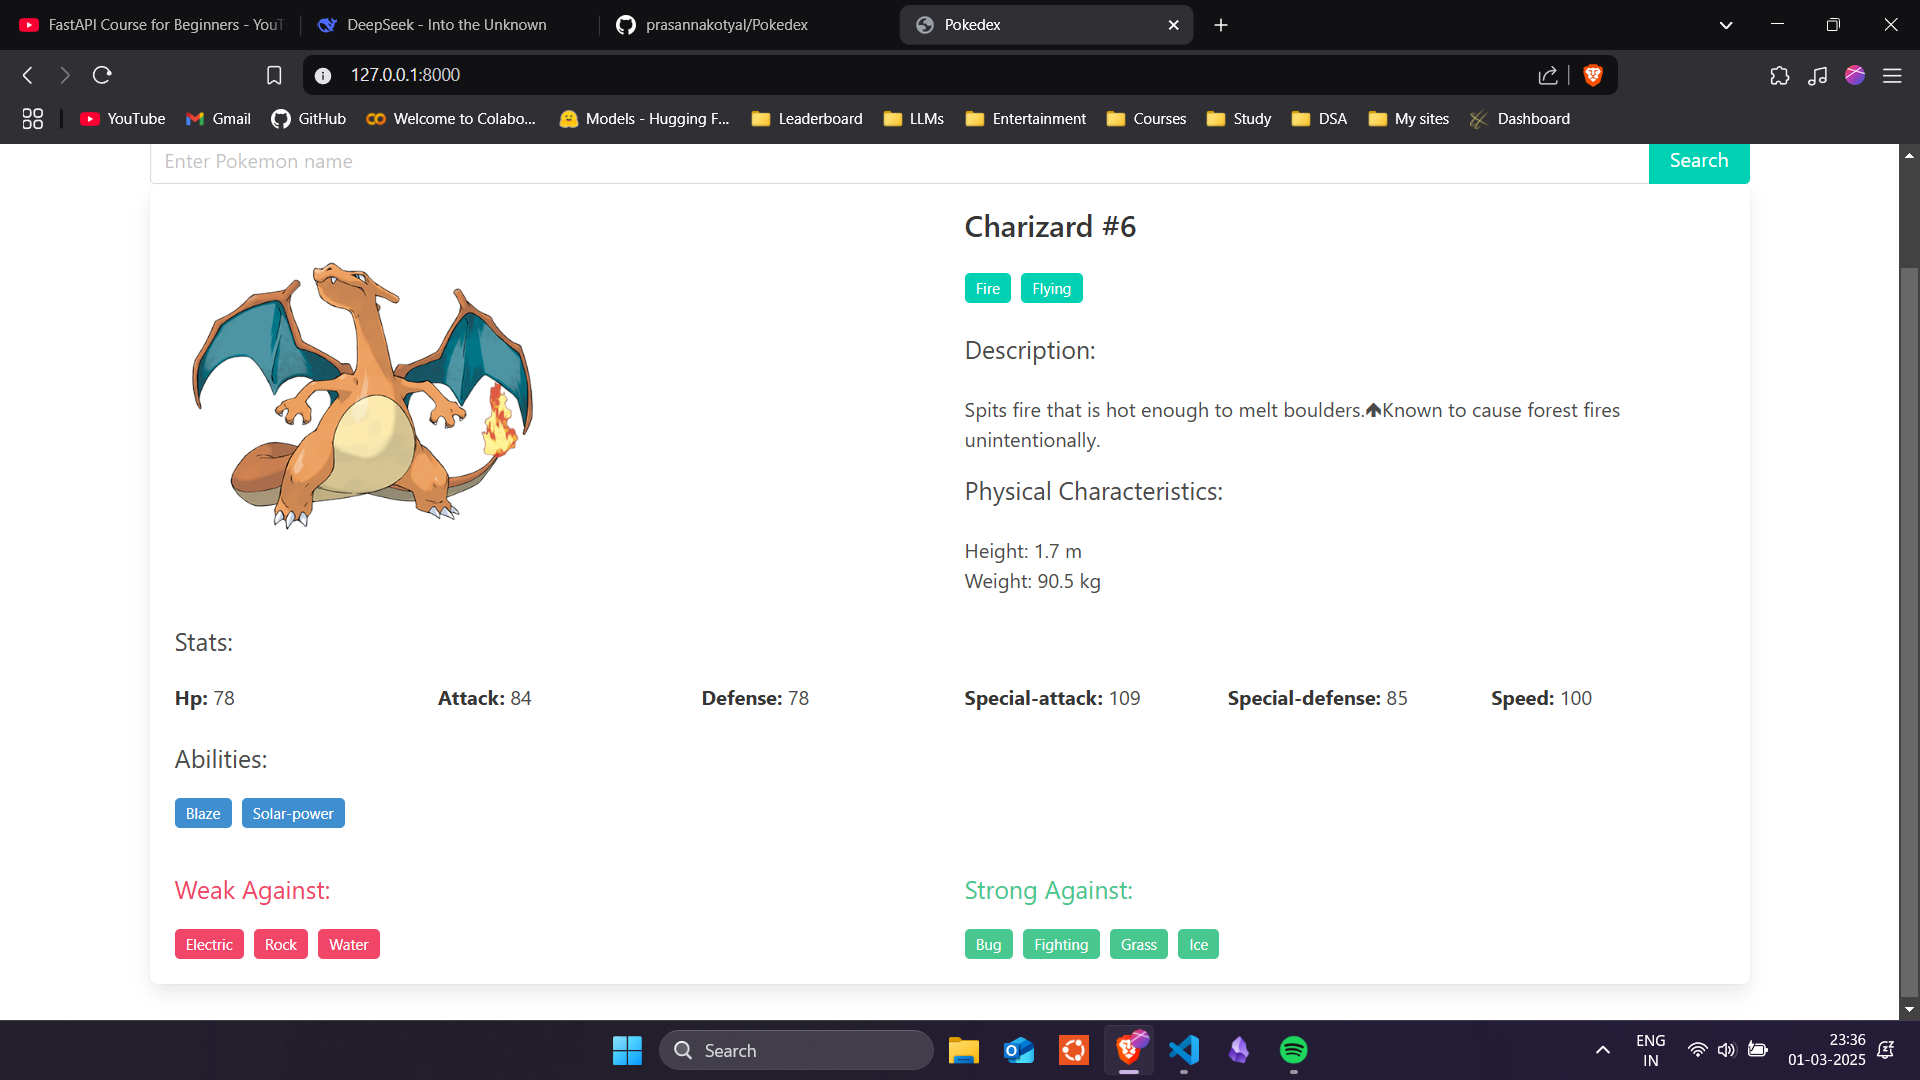 FastAPI Course for Beginners - YouT
DeepSeek - Into the Unknown
prasannakotyal/Pokedex
Pokedex
127.0.0.1:8000
YouTube
Gmail
GitHub
Welcome to Colabo...
Models - Hugging F...
Leaderboard
LLMs
Entertainment
Courses
Study
DSA
My sites
Dashboard
Enter Pokemon name
Search
Charizard #6
Fire
Flying
Description:
Spits fire that is hot enough to melt boulders.🡅Known to cause forest fires
unintentionally.
Physical Characteristics:
Height: 1.7 m
Weight: 90.5 kg
Stats:
Hp: 78
Attack: 84
Defense: 78
Special-attack: 109
Special-defense: 85
Speed: 100
Abilities:
Blaze
Solar-power
Weak Against:
Electric
Rock
Water
Strong Against:
Bug
Fighting
Grass
Ice
Search
ENG
IN
23:36
01-03-2025